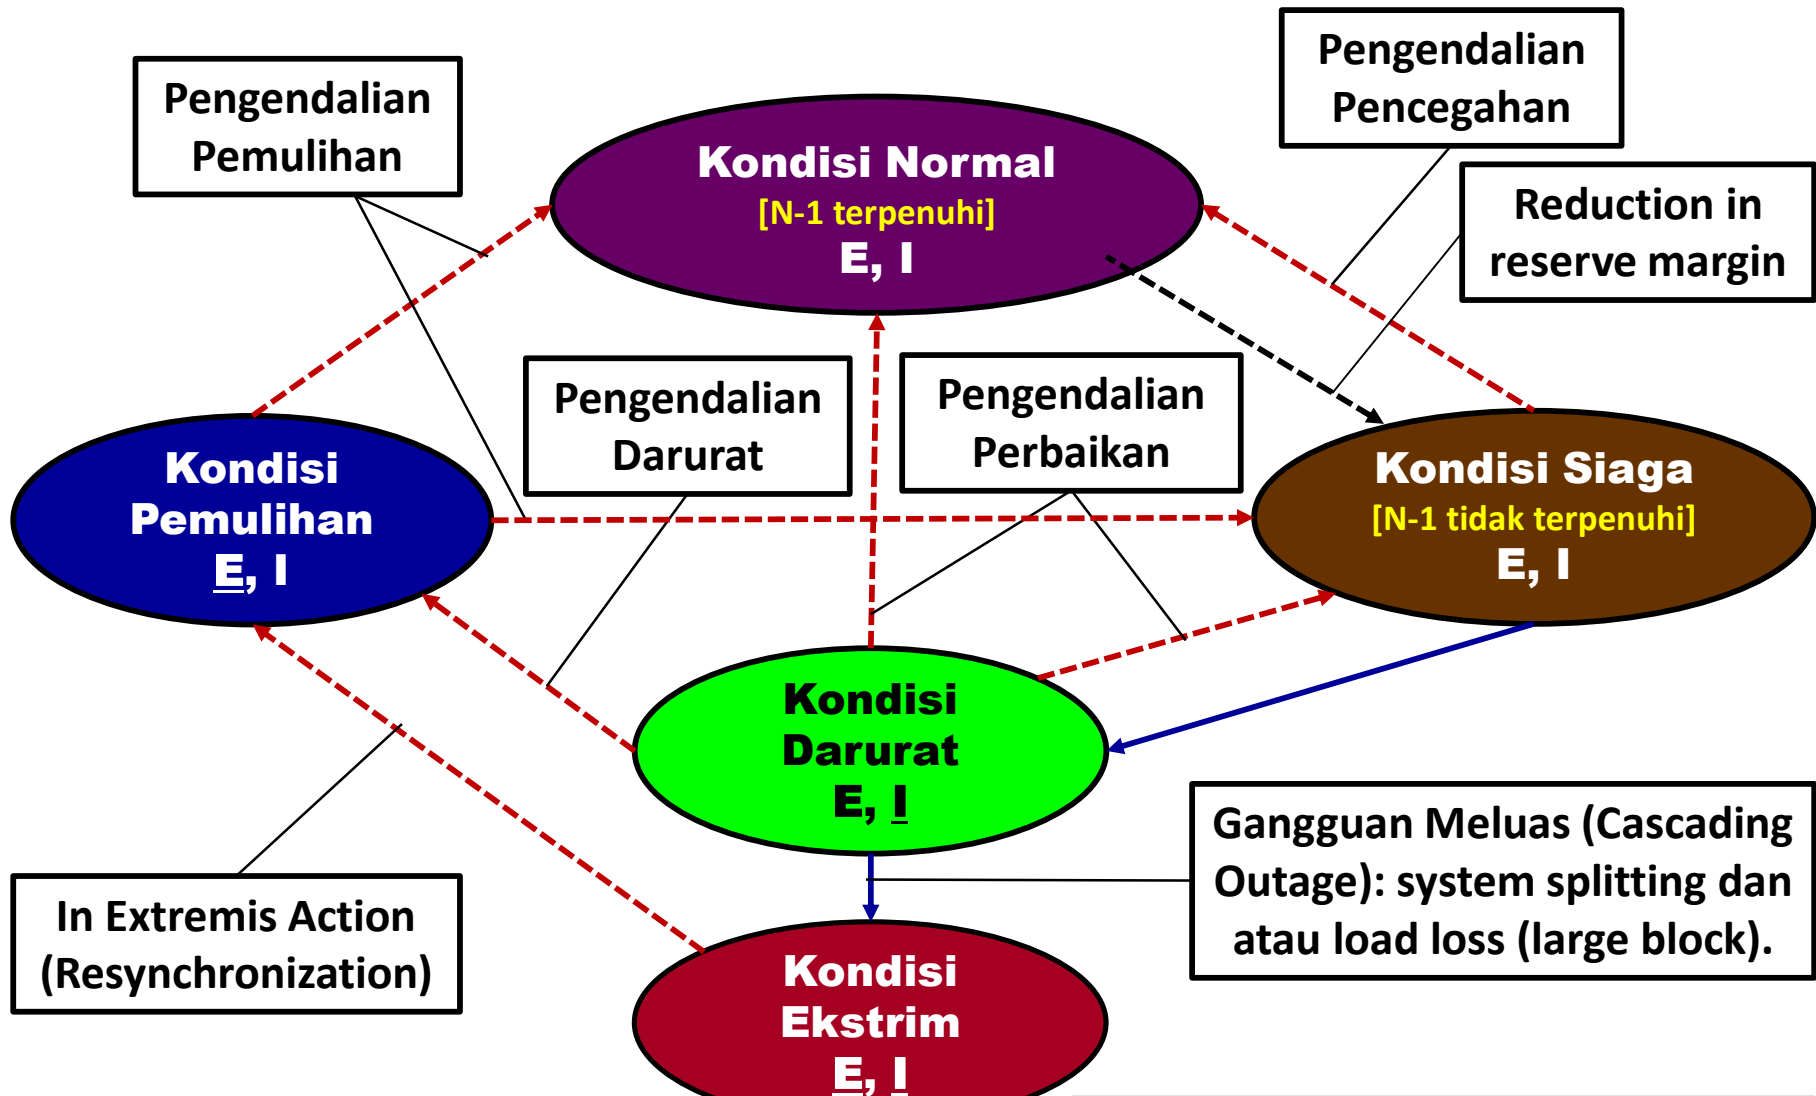 Pengendalian
Pencegahan
Pengendalian
Pemulihan
Kondisi Normal
[N-1 terpenuhi]
E, I
Reduction in
reserve margin
Pengendalian
Darurat
Pengendalian
Perbaikan
Kondisi
Pemulihan
E, I
Kondisi Siaga
[N-1 tidak terpenuhi]
E, I
Kondisi
Darurat
E, I
Gangguan Meluas (Cascading
Outage): system splitting dan
atau load loss (large block).
In Extremis Action
(Resynchronization)
Kondisi
Ekstrim
E, I